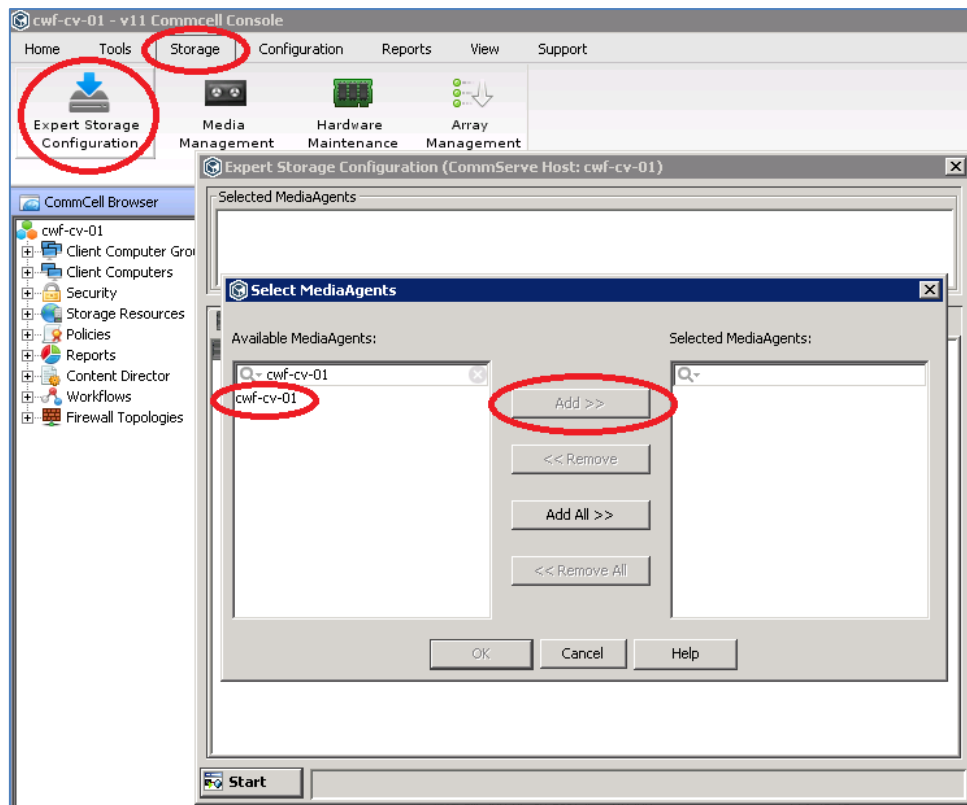 cwf-cv-01 - v11 Commcell Console
Home Tools Storage Configuration Reports View Support
Expert Storage Configuration
Media Management
Hardware Maintenance
Array Management
Expert Storage Configuration (CommServe Host: cwf-cv-01)
CommCell Browser
Selected MediaAgents
cwf-cv-01
Client Computer Grou
Client Computers
Security
Storage Resources
Policies
Reports
Content Director
Workflows
Firewall Topologies
Select MediaAgents
Available MediaAgents:
Selected MediaAgents:
cwf-cv-01
cwf-cv-01
Add >>
<< Remove
Add All >>
<< Remove All
OK Cancel Help
Start